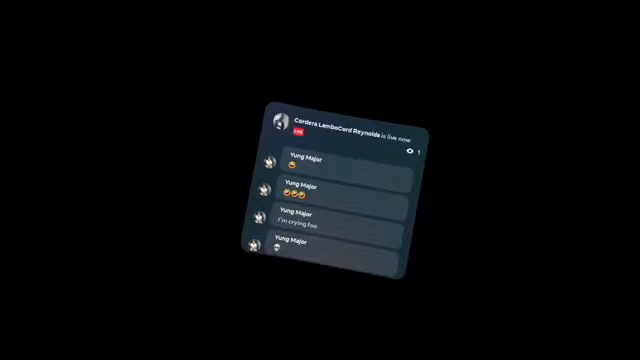 Cordera LamboCord Reynolds is live now
LIVE
1
Yung Major
😂
Yung Major
🤣🤣🤣
Yung Major
I'm crying foo
Yung Major
💀